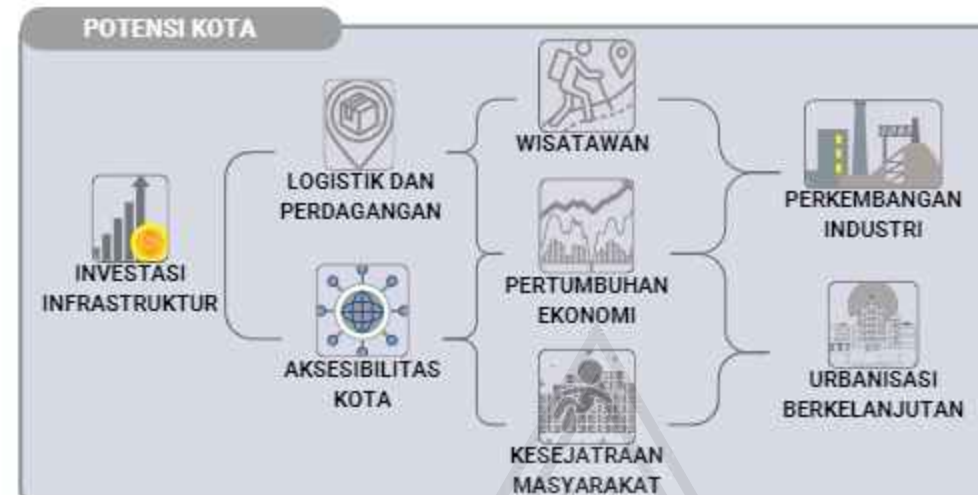 POTENSI KOTA
INVESTASI
INFRASTRUKTUR
LOGISTIK DAN
PERDAGANGAN
AKSESIBILITAS
KOTA
WISATAWAN
PERTUMBUHAN
EKONOMI
KESEJATRAAN
MASYARAKAT
PERKEMBANGAN
INDUSTRI
URBANISASI
BERKELANJUTAN